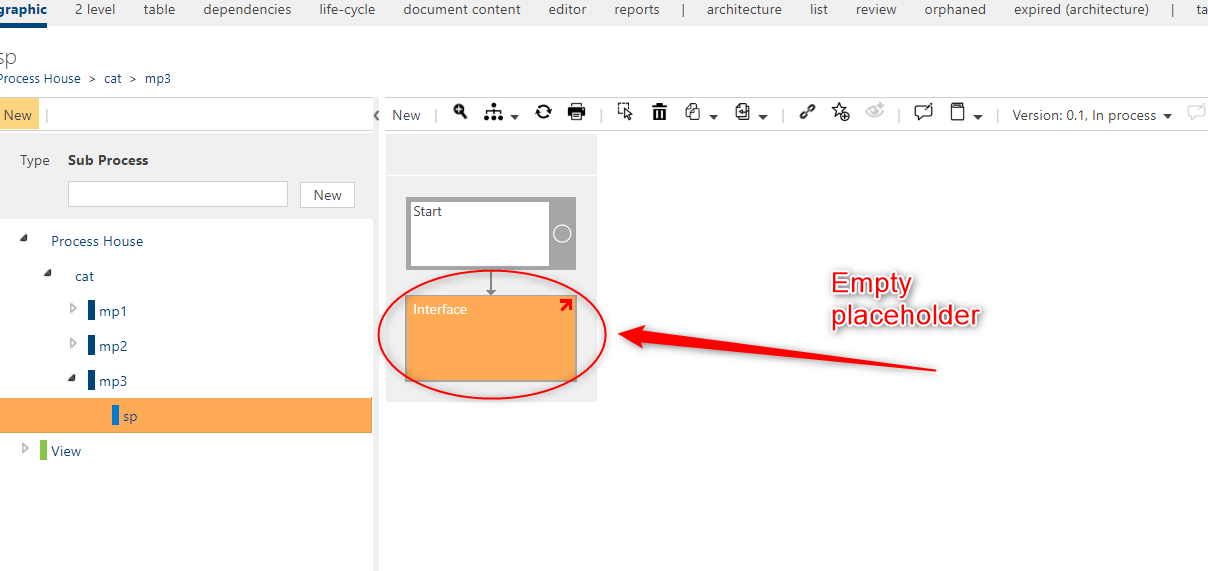 graphic 2 level table dependencies life-cycle document content editor reports | architecture list review orphaned expired (architecture) | ta
sp
Process House > cat > mp3
New |
New | | | | | Version: 0.1, In process
Type Sub Process
New
Process House
cat
mp1
mp2
mp3
sp
View
Start
Interface
Empty
placeholder